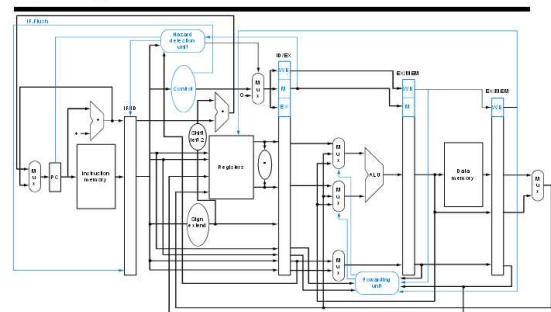 IF.Flush
Hazard
detection
unit
ID/EX
WB
EX/MEM
M
u
x
Control
M
WB
EX/MEM
0
IF/ID
EX
M
WB
4
Shift
left 2
Registers
=
Instruction
memory
PC
M
u
x
M
u
x
ALU
M
u
x
Data
memory
M
u
x
Sign
extend
M
u
x
Forwarding
unit